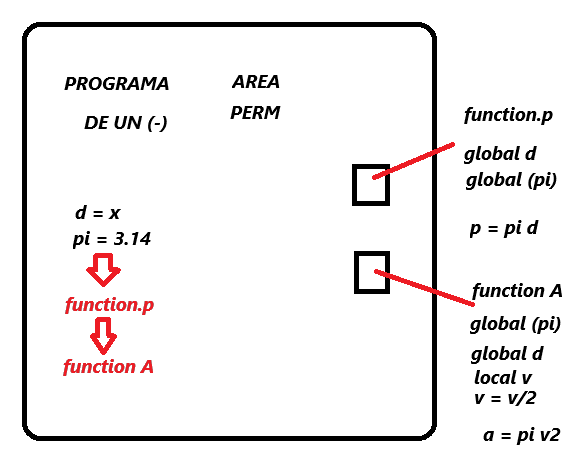 PROGRAMA
DE UN (-)
AREA
PERM
d = x
pi = 3.14
function.p
function A
function.p
global d
global (pi)
p = pi d
function A
global (pi)
global d
local v
v = v/2
a = pi v2